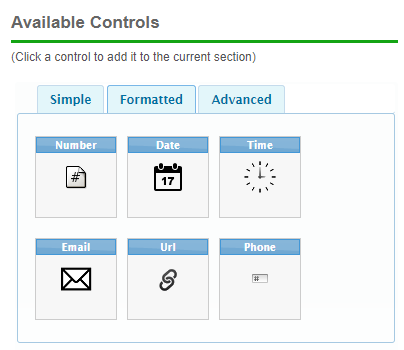 Available Controls
(Click a control to add it to the current section)
Simple Formatted Advanced
Number Date Time
# 17
Email Url Phone
#